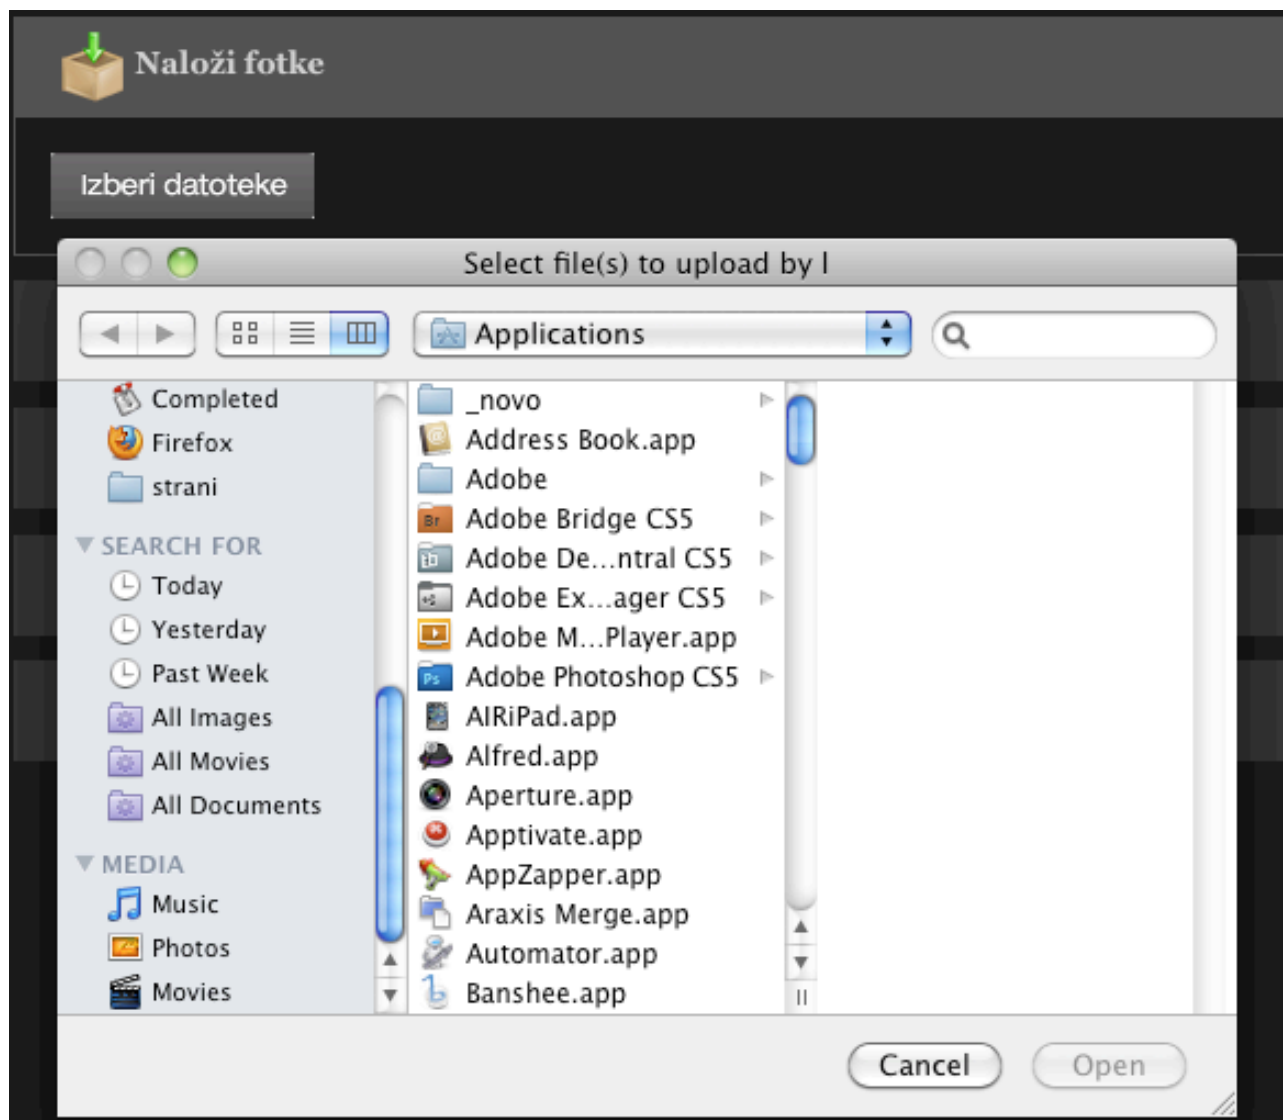 Naloži fotke
Izberi datoteke
Select file(s) to upload by l
Applications
Completed
Firefox
strani
SEARCH FOR
Today
Yesterday
Past Week
All Images
All Movies
All Documents
MEDIA
Music
Photos
Movies
_novo
Address Book.app
Adobe
Br Adobe Bridge CS5
Adobe De...ntral CS5
Adobe Ex...ager CS5
Adobe M...Player.app
Ps Adobe Photoshop CS5
AIRiPad.app
Alfred.app
Aperture.app
Apptivate.app
AppZapper.app
Araxis Merge.app
Automator.app
Banshee.app
Cancel Open